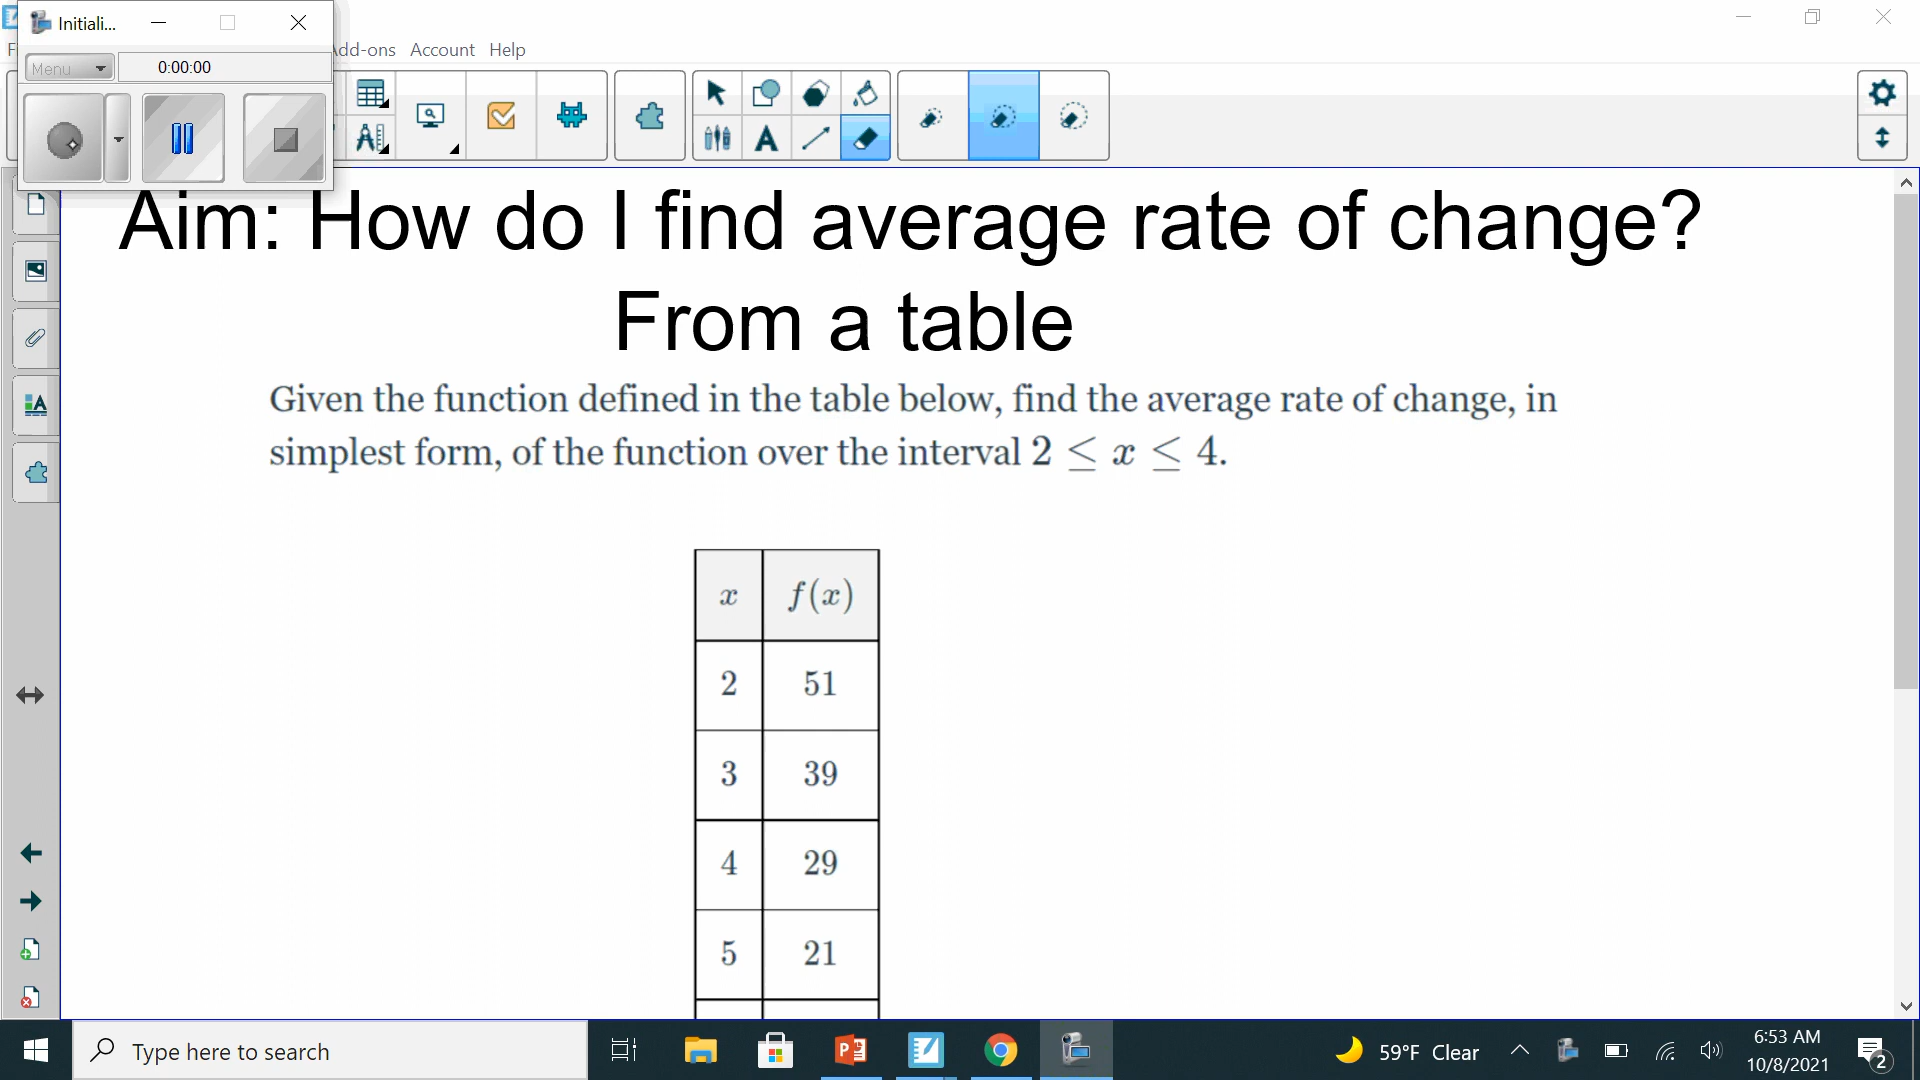 Initiali...
Menu
0:00:00
Add-ons Account Help
Aim: How do I find average rate of change?
From a table
Given the function defined in the table below, find the average rate of change, in
simplest form, of the function over the interval 2 ≤ x ≤ 4.
x f(x)
2 51
3 39
4 29
5 21
Type here to search
59°F Clear
6:53 AM
10/8/2021
2